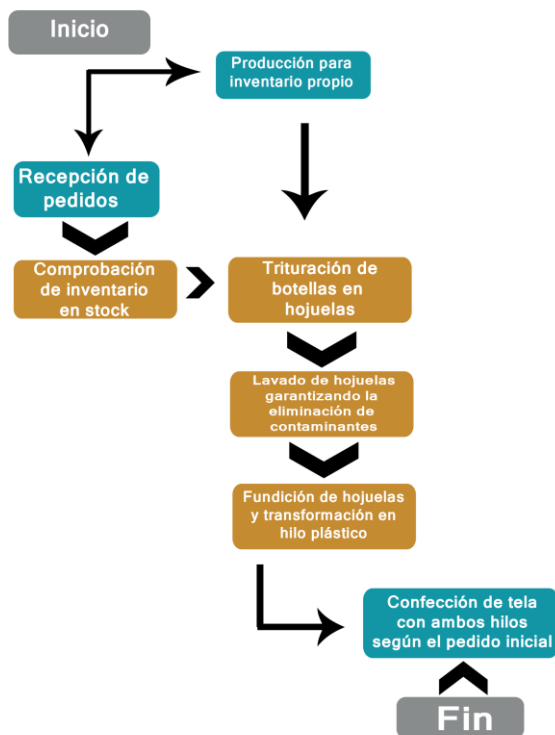 Inicio
Producción para
inventario propio
Recepción de
pedidos
Comprobación
de inventario
en stock
Trituración de
botellas en
hojuelas
Lavado de hojuelas
garantizando la
eliminación de
contaminantes
Fundición de hojuelas
y transformación en
hilo plástico
Confección de tela
con ambos hilos
según el pedido inicial
Fin